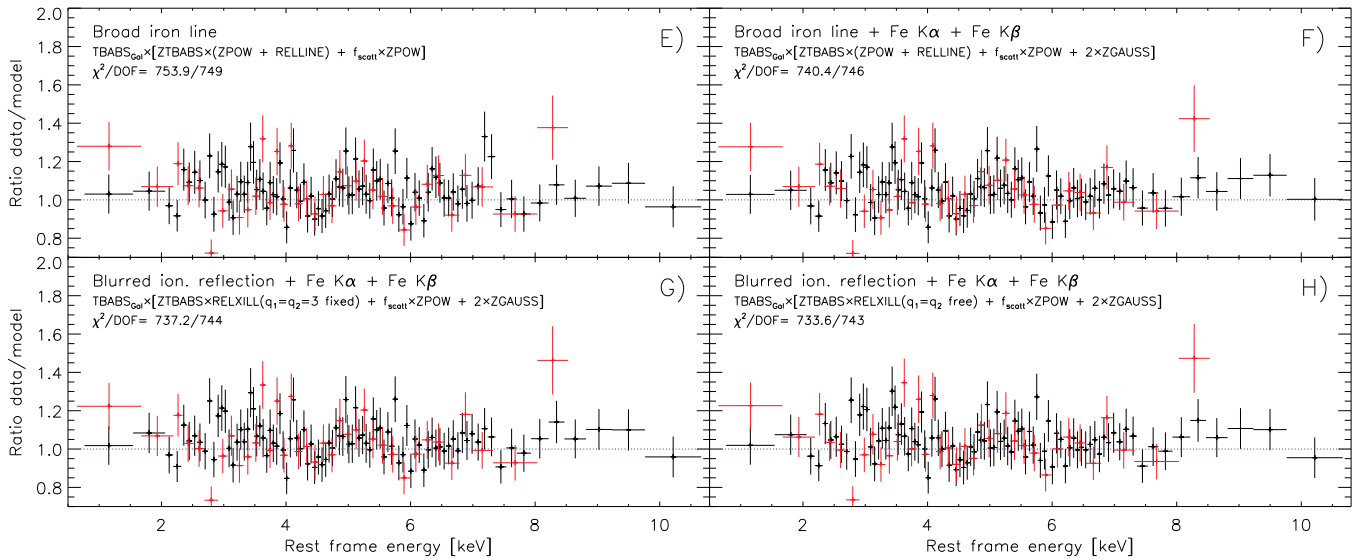 Broad iron line E)
TBABS_Gal×[ZTBABS×(ZPOW + RELLINE) + f_scatt×ZPOW]
χ²/DOF= 753.9/749
Broad iron line + Fe Kα + Fe Kβ F)
TBABS_Gal×[ZTBABS×(ZPOW + RELLINE) + f_scatt×ZPOW + 2×ZGAUSS]
χ²/DOF= 740.4/746
2.0
1.8
1.6
1.4
1.2
1.0
0.8
Ratio data/model
Blurred ion. reflection + Fe Kα + Fe Kβ G)
TBABS_Gal×[ZTBABS×RELXILL(q₁=q₂=3 fixed) + f_scatt×ZPOW + 2×ZGAUSS]
χ²/DOF= 737.2/744
Blurred ion. reflection + Fe Kα + Fe Kβ H)
TBABS_Gal×[ZTBABS×RELXILL(q₁=q₂ free) + f_scatt×ZPOW + 2×ZGAUSS]
χ²/DOF= 733.6/743
2.0
1.8
1.6
1.4
1.2
1.0
0.8
Ratio data/model
2 4 6 8 10
Rest frame energy [keV]
2 4 6 8 10
Rest frame energy [keV]